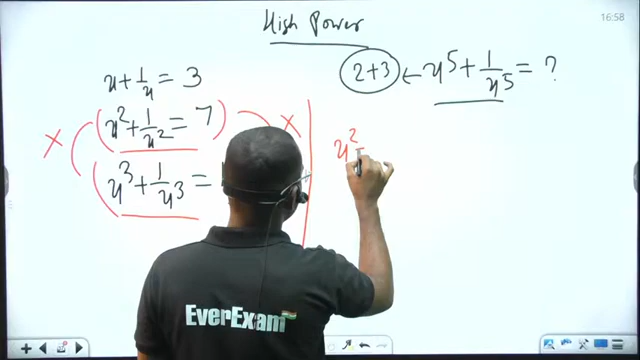 High Power
16:58
x + 1/x = 3
2+3 ← x⁵ + 1/x⁵ = ?
(x² + 1/x² = 7)
x
x
(x³ + 1/x³ =
x²
EverExam